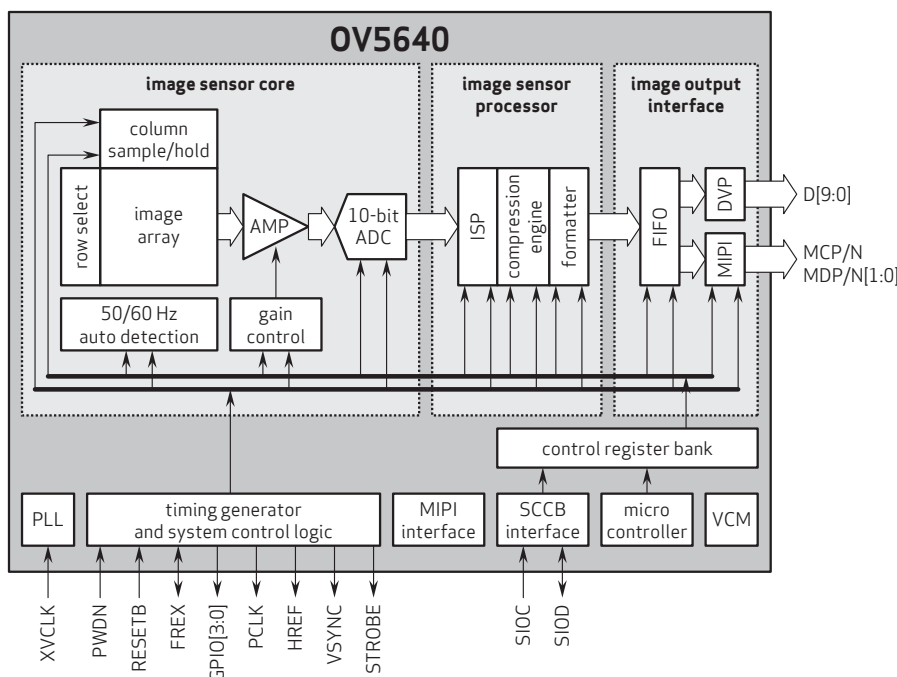 OV5640
image sensor core
image sensor
processor
image output
interface
column
sample/hold
row select
image
array
AMP
10-bit
ADC
ISP
compression
engine
formatter
FIFO
DVP
MIPI
D[9:0]
MCP/N
MDP/N[1:0]
50/60 Hz
auto detection
gain
control
control register bank
PLL
timing generator
and system control logic
MIPI
interface
SCCB
interface
micro
controller
VCM
XVCLK
PWDN
RESETB
FREX
GPIO[3:0]
PCLK
HREF
VSYNC
STROBE
SIOC
SIOD